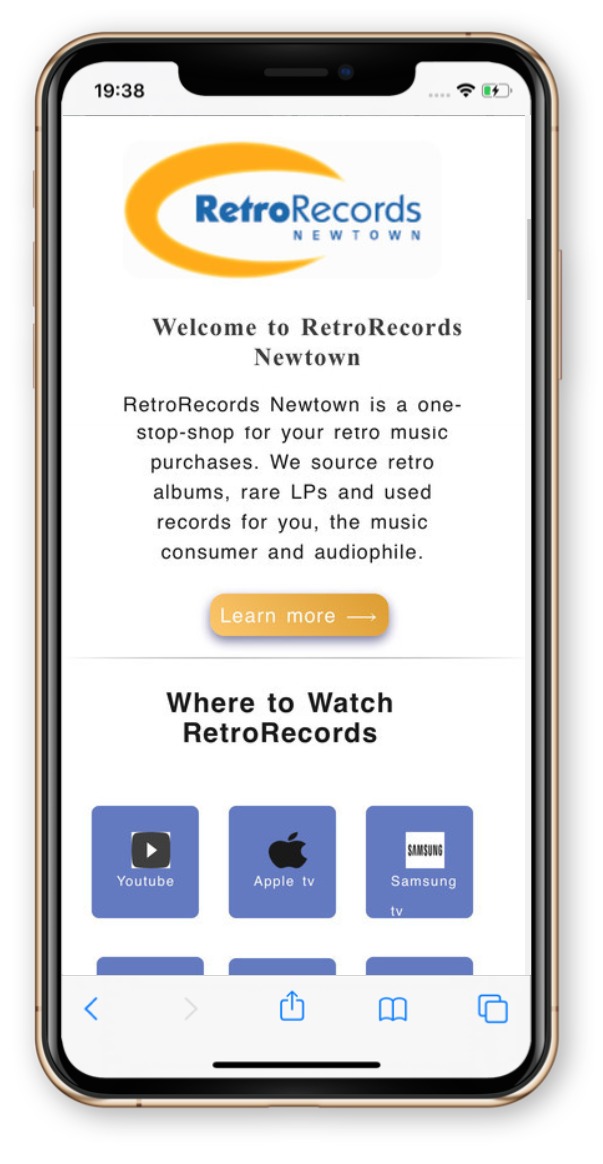 19:38
RetroRecords
NEWTOWN
Welcome to RetroRecords
Newtown
RetroRecords Newtown is a one-
stop-shop for your retro music
purchases. We source retro
albums, rare LPs and used
records for you, the music
consumer and audiophile.
Learn more ⟶
Where to Watch
RetroRecords
SAMSUNG
Youtube
Apple tv
Samsung
tv